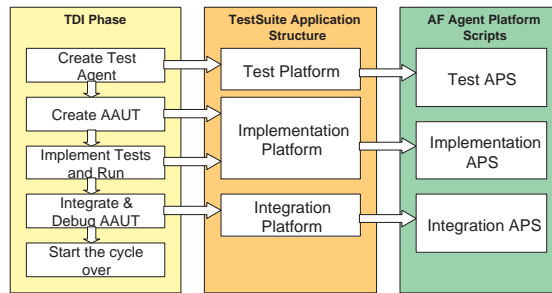 TDI Phase
Create Test
Agent
Create AAUT
Implement Tests
and Run
Integrate &
Debug AAUT
Start the cycle
over
TestSuite Application
Structure
Test Platform
Implementation
Platform
Integration
Platform
AF Agent Platform
Scripts
Test APS
Implementation
APS
Integration APS